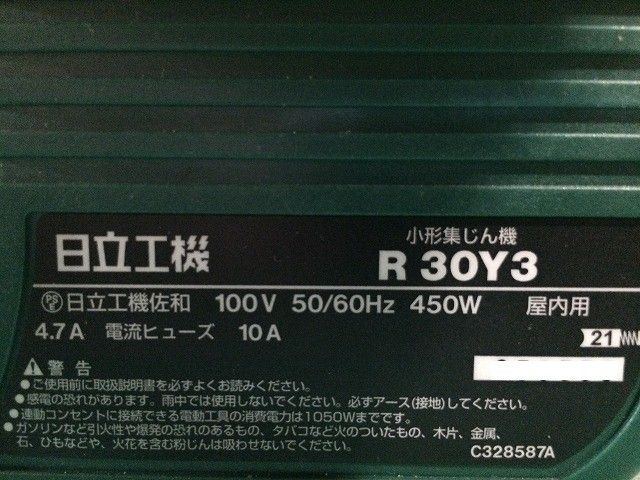 小形集じん機
日立工機 R 30Y3
PSE日立工機佐和 100V 50/60Hz 450W 屋内用
4.7A 電流ヒューズ 10A
21
警告
●ご使用前に取扱説明書を必ずよくお読みください。
●感電の恐れがあります。雨中では使用しないでください。必ずアース(接地)してください。
●連動コンセントに接続できる電動工具の消費電力は1050Wまでです。
●ガソリンなど引火性や爆発の恐れのあるもの、タバコなど火のついたもの、木片、金属、
石、ひもなどや、火花を含む粉じんは吸わせないでください。
C328587A